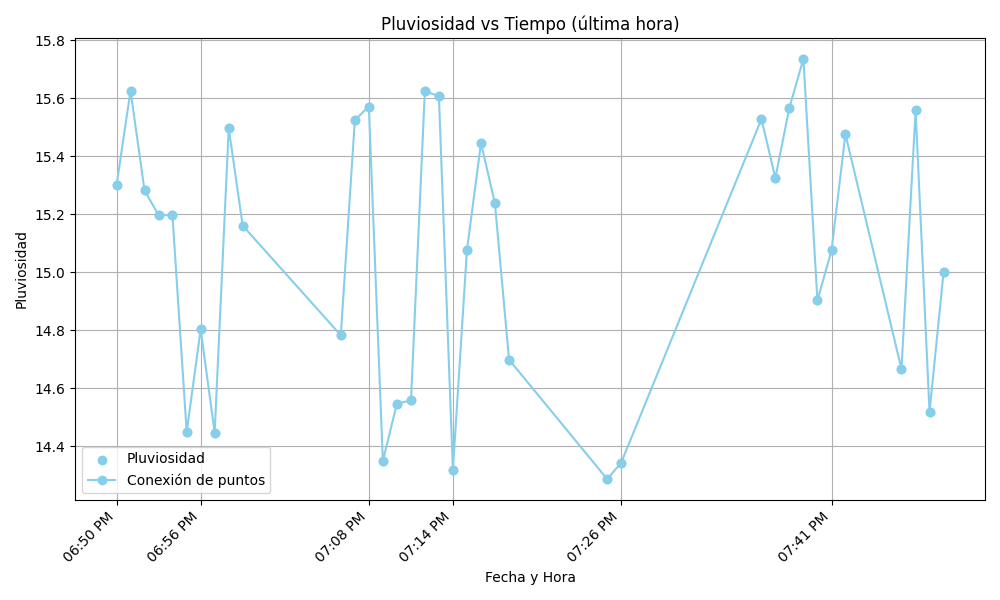 Pluviosidad vs Tiempo (última hora)
Pluviosidad
15.8
15.6
15.4
15.2
15.0
14.8
14.6
14.4
Pluviosidad
Conexión de puntos
06:50 PM
06:56 PM
07:08 PM
07:14 PM
07:26 PM
07:41 PM
Fecha y Hora